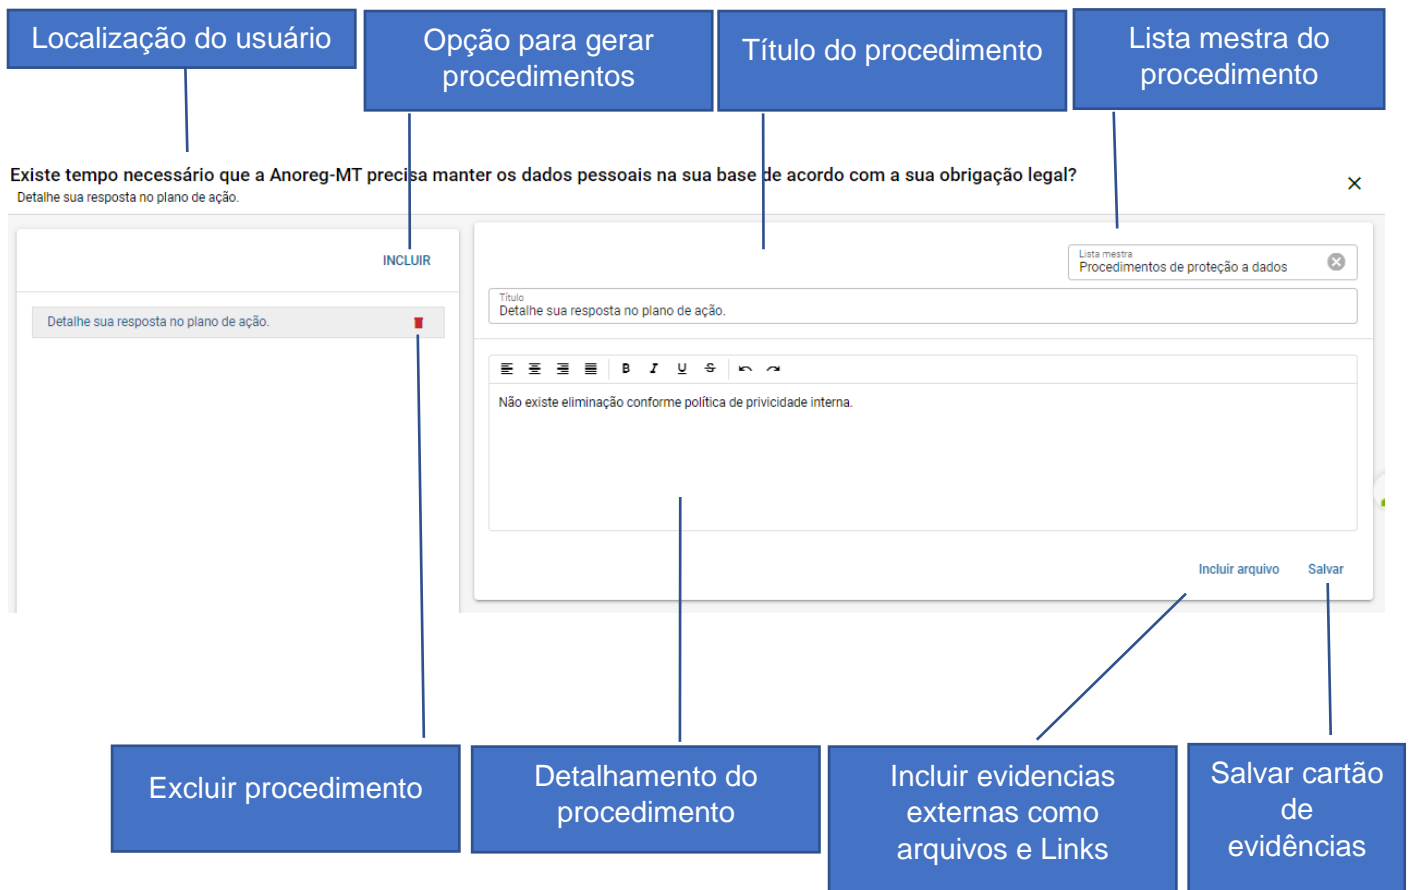 Localização do usuário
Opção para gerar
procedimentos
Título do procedimento
Lista mestra do
procedimento
Existe tempo necessário que a Anoreg-MT precisa manter os dados pessoais na sua base de acordo com a sua obrigação legal?
Detalhe sua resposta no plano de ação.
INCLUIR
Detalhe sua resposta no plano de ação.
Lista mestra
Procedimentos de proteção a dados
Título
Detalhe sua resposta no plano de ação.
B I U S
Não existe eliminação conforme política de privicidade interna.
Incluir arquivo Salvar
Excluir procedimento
Detalhamento do
procedimento
Incluir evidencias
externas como
arquivos e Links
Salvar cartão
de
evidências